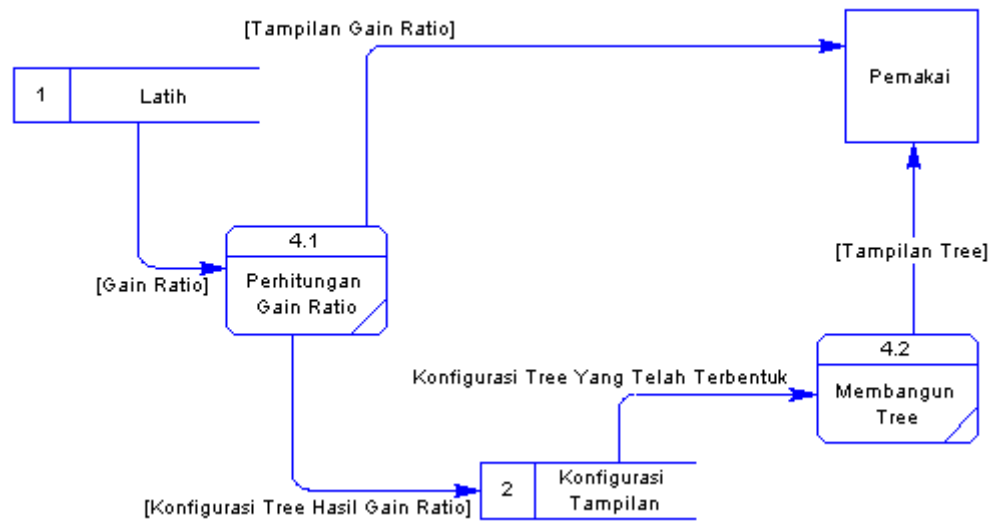 [Tampilan Gain Ratio]
1
Latih
Pemakai
4.1
Perhitungan
Gain Ratio
[Gain Ratio]
[Tampilan Tree]
4.2
Membangun
Tree
Konfigurasi Tree Yang Telah Terbentuk
2
Konfigurasi
Tampilan
[Konfigurasi Tree Hasil Gain Ratio]